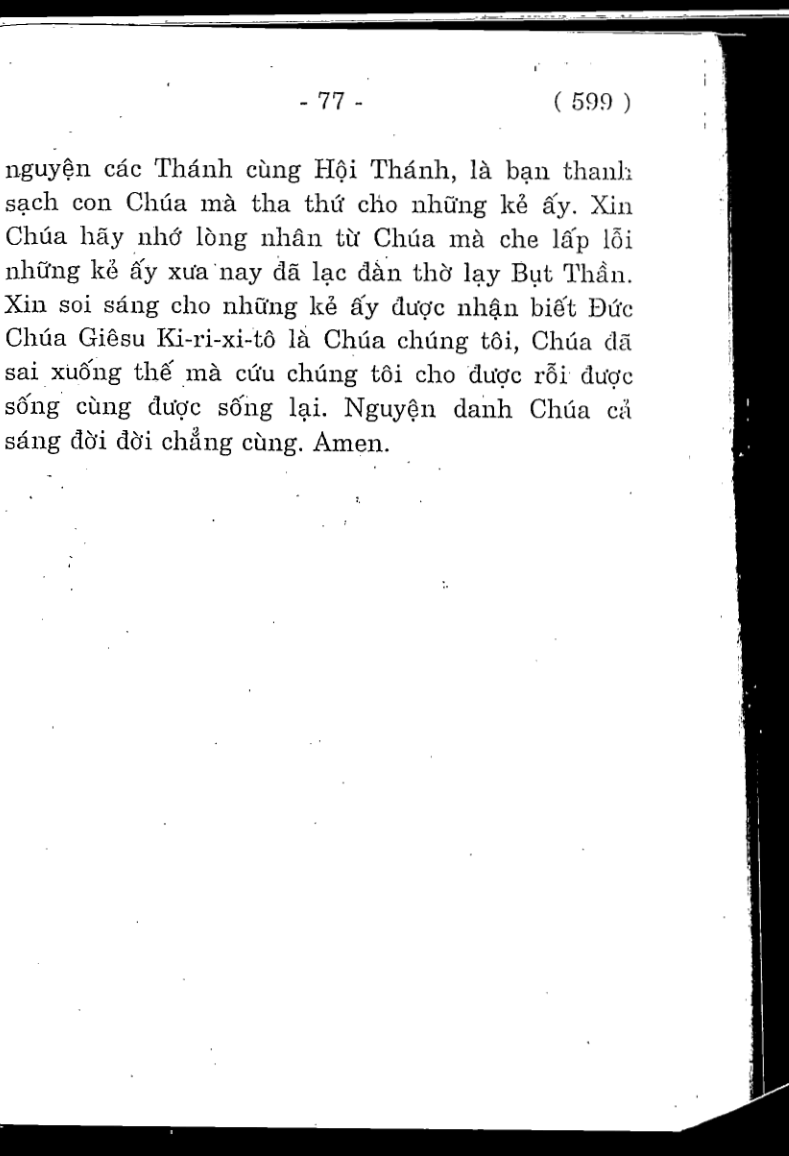 - 77 - ( 599 )
nguyện các Thánh cùng Hội Thánh, là bạn thanh
sạch con Chúa mà tha thứ cho những kẻ ấy. Xin
Chúa hãy nhớ lòng nhân từ Chúa mà che lấp lỗi
những kẻ ấy xưa nay đã lạc đàn thờ lạy Bụt Thần.
Xin soi sáng cho những kẻ ấy được nhận biết Đức
Chúa Giêsu Ki-ri-xi-tô là Chúa chúng tôi, Chúa đã
sai xuống thế mà cứu chúng tôi cho được rỗi được
sống cùng được sống lại. Nguyện danh Chúa cả
sáng đời đời chẳng cùng. Amen.